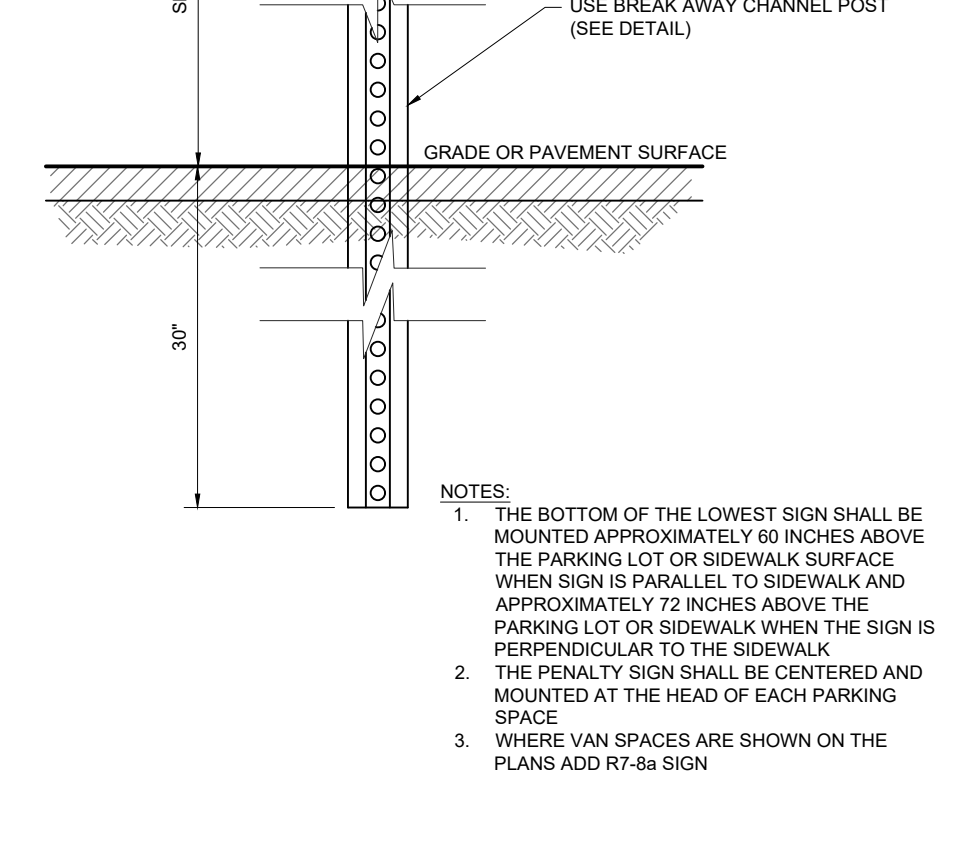 USE BREAK AWAY CHANNEL POST
(SEE DETAIL)
GRADE OR PAVEMENT SURFACE
30"
NOTES:
1. THE BOTTOM OF THE LOWEST SIGN SHALL BE
MOUNTED APPROXIMATELY 60 INCHES ABOVE
THE PARKING LOT OR SIDEWALK SURFACE
WHEN SIGN IS PARALLEL TO SIDEWALK AND
APPROXIMATELY 72 INCHES ABOVE THE
PARKING LOT OR SIDEWALK WHEN THE SIGN IS
PERPENDICULAR TO THE SIDEWALK
2. THE PENALTY SIGN SHALL BE CENTERED AND
MOUNTED AT THE HEAD OF EACH PARKING
SPACE
3. WHERE VAN SPACES ARE SHOWN ON THE
PLANS ADD R7-8a SIGN